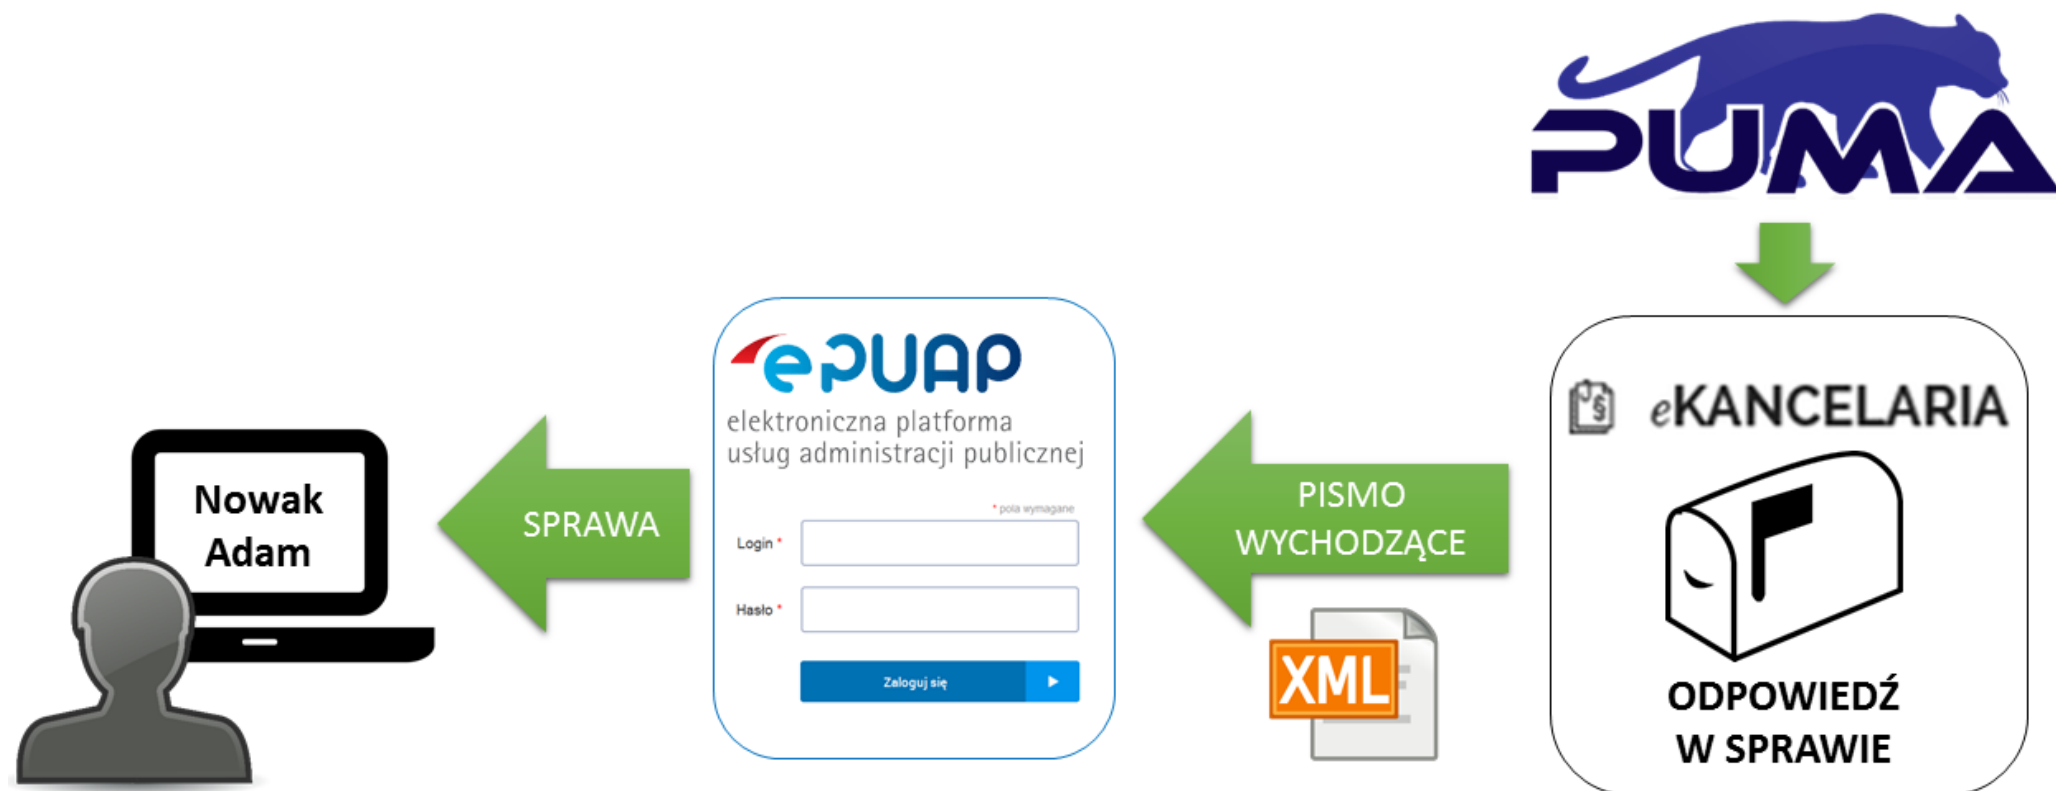 PUMA
ePUAP
elektroniczna platforma
usług administracji publicznej
* pola wymagane
Login *
Hasło *
Zaloguj się
Nowak
Adam
SPRAWA
PISMO
WYCHODZĄCE
XML
eKANCELARIA
ODPOWIEDŹ
W SPRAWIE